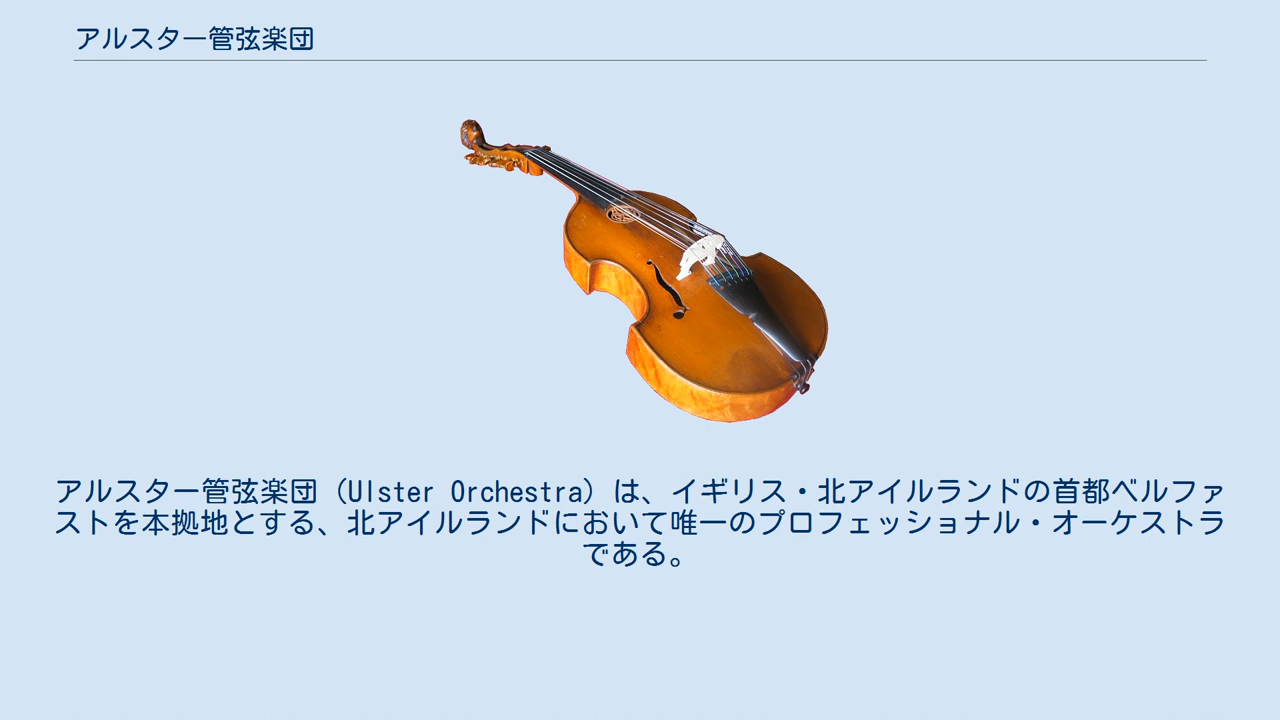 アルスター管弦楽団
アルスター管弦楽団（Ulster Orchestra）は、イギリス・北アイルランドの首都ベルファ
ストを本拠地とする、北アイルランドにおいて唯一のプロフェッショナル・オーケストラ
である。